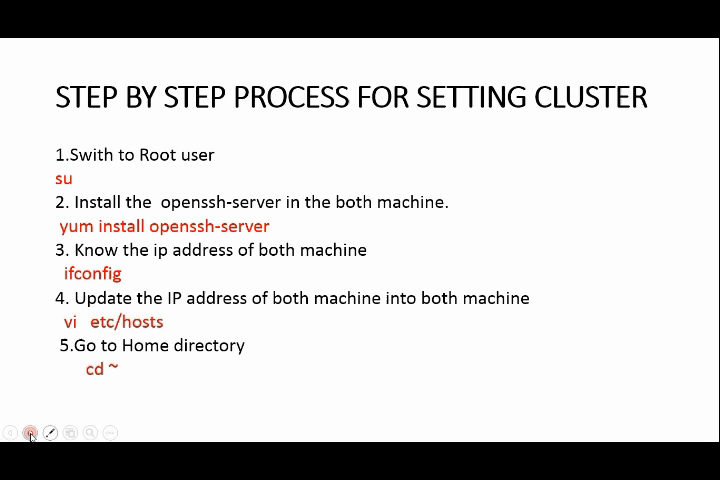 STEP BY STEP PROCESS FOR SETTING CLUSTER
1.Swith to Root user
su
2. Install the openssh-server in the both machine.
yum install openssh-server
3. Know the ip address of both machine
ifconfig
4. Update the IP address of both machine into both machine
vi etc/hosts
5.Go to Home directory
cd ~